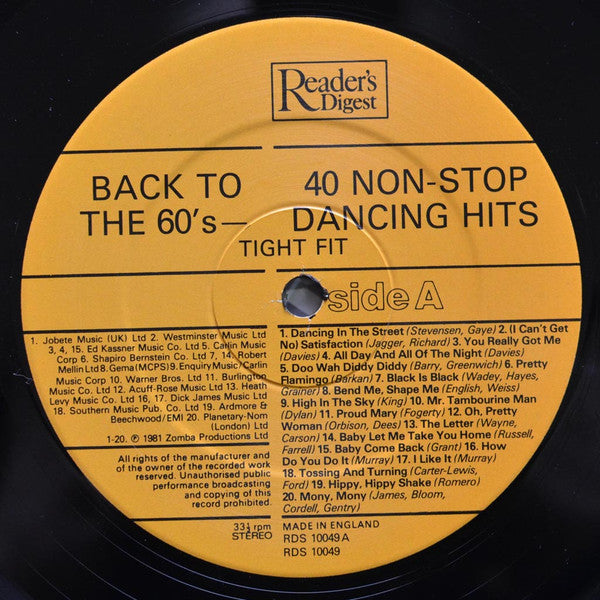 Reader's
Digest
BACK TO
THE 60's—
40 NON-STOP
DANCING HITS
TIGHT FIT
side A
1. Jobete Music (UK) Ltd 2. Westminster Music Ltd
3, 4, 15. Ed Kassner Music Ltd 5. Carlin Music
Corp 6. Shapiro Bernstein Co Ltd 7, 14. Robert
Mellin Ltd 8. Gema (MCPS) 9. Enquiry Music/Carlin
Music Corp 10. Warner Bros. Ltd 11. Burlington
Music Co. Ltd 12. Acuff-Rose Music Ltd 13. Heath
Levy Music Co. Ltd 16, 17. Dick James Music Ltd
18. Southern Music Pub. Co. Ltd 19. Ardmore &
Beechwood/EMI 20. Planetary-Nom
(London) Ltd
1-20. ℗ 1981 Zomba Productions Ltd
All rights of the manufacturer and
of the owner of the recorded work
reserved. Unauthorised public
performance broadcasting
and copying of this
record prohibited.
33⅓ rpm
STEREO
1. Dancing In The Street (Stevensen, Gaye) 2. (I Can't Get
No) Satisfaction (Jagger, Richard) 3. You Really Got Me
(Davies) 4. All Day And All Of The Night (Davies)
5. Doo Wah Diddy Diddy (Barry, Greenwich) 6. Pretty
Flamingo (Barkan) 7. Black Is Black (Wadey, Hayes,
Grainer) 8. Bend Me, Shape Me (English, Weiss)
9. High In The Sky (King) 10. Mr. Tambourine Man
(Dylan) 11. Proud Mary (Fogerty) 12. Oh, Pretty
Woman (Orbison, Dees) 13. The Letter (Wayne,
Carson) 14. Baby Let Me Take You Home (Russell,
Farrell) 15. Baby Come Back (Grant) 16. How
Do You Do It (Murray) 17. I Like It (Murray)
18. Tossing And Turning (Carter-Lewis,
Ford) 19. Hippy, Hippy Shake (Romero)
20. Mony, Mony (James, Bloom,
Cordell, Gentry)
MADE IN ENGLAND
RDS 10049 A
RDS 10049